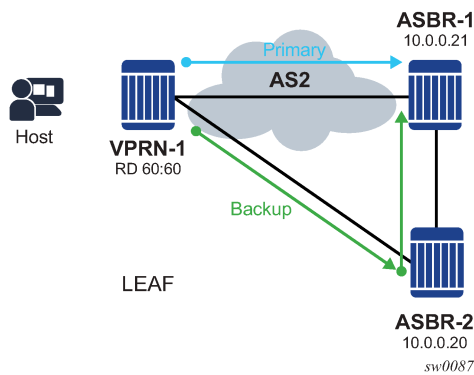 ASBR-1
10.0.0.21
Primary
AS2
Host
VPRN-1
RD 60:60
Backup
LEAF
ASBR-2
10.0.0.20
sw0087